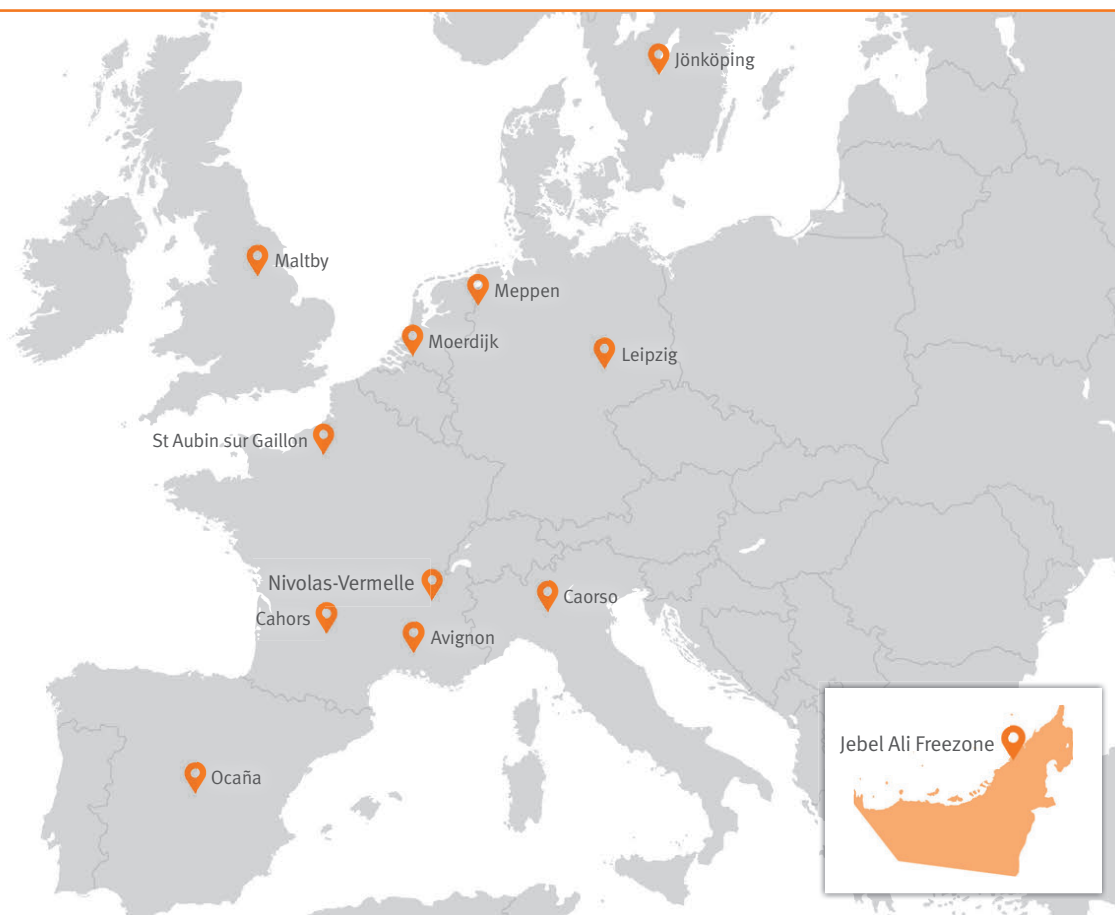 Jönköping
Maltby
Meppen
Moerdijk
Leipzig
St Aubin sur Gaillon
Nivolas-Vermelle
Caorso
Cahors
Avignon
Jebel Ali Freezone
Ocaña